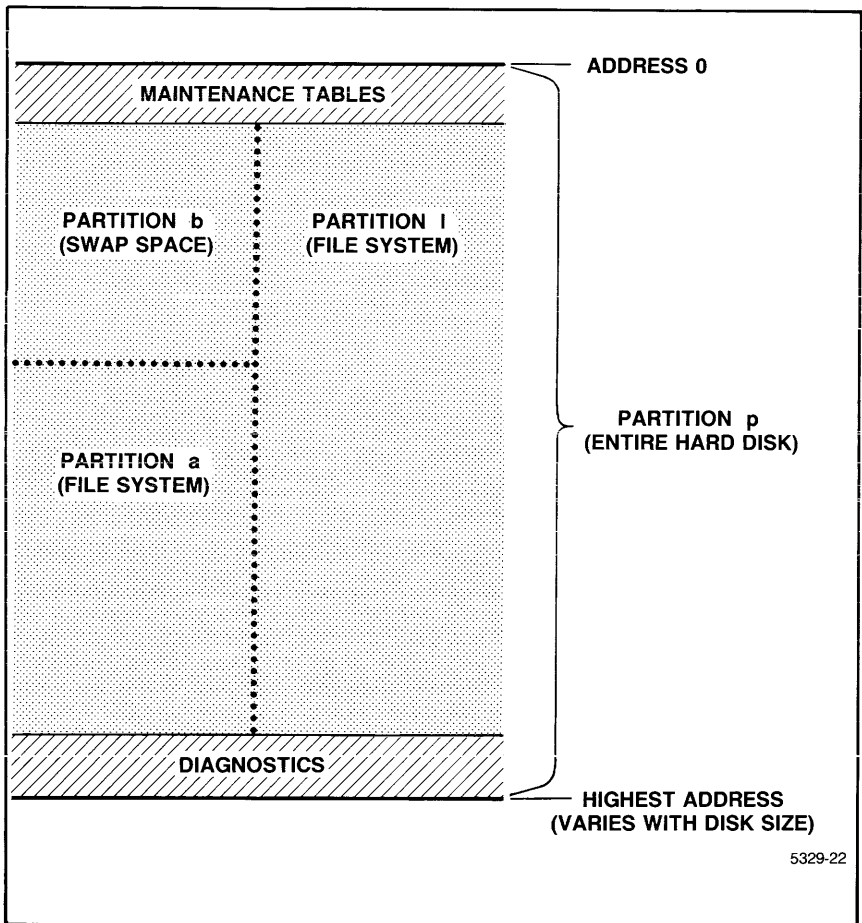 ADDRESS 0
MAINTENANCE TABLES
PARTITION b
(SWAP SPACE)
PARTITION l
(FILE SYSTEM)
PARTITION a
(FILE SYSTEM)
PARTITION p
(ENTIRE HARD DISK)
DIAGNOSTICS
HIGHEST ADDRESS
(VARIES WITH DISK SIZE)
5329-22